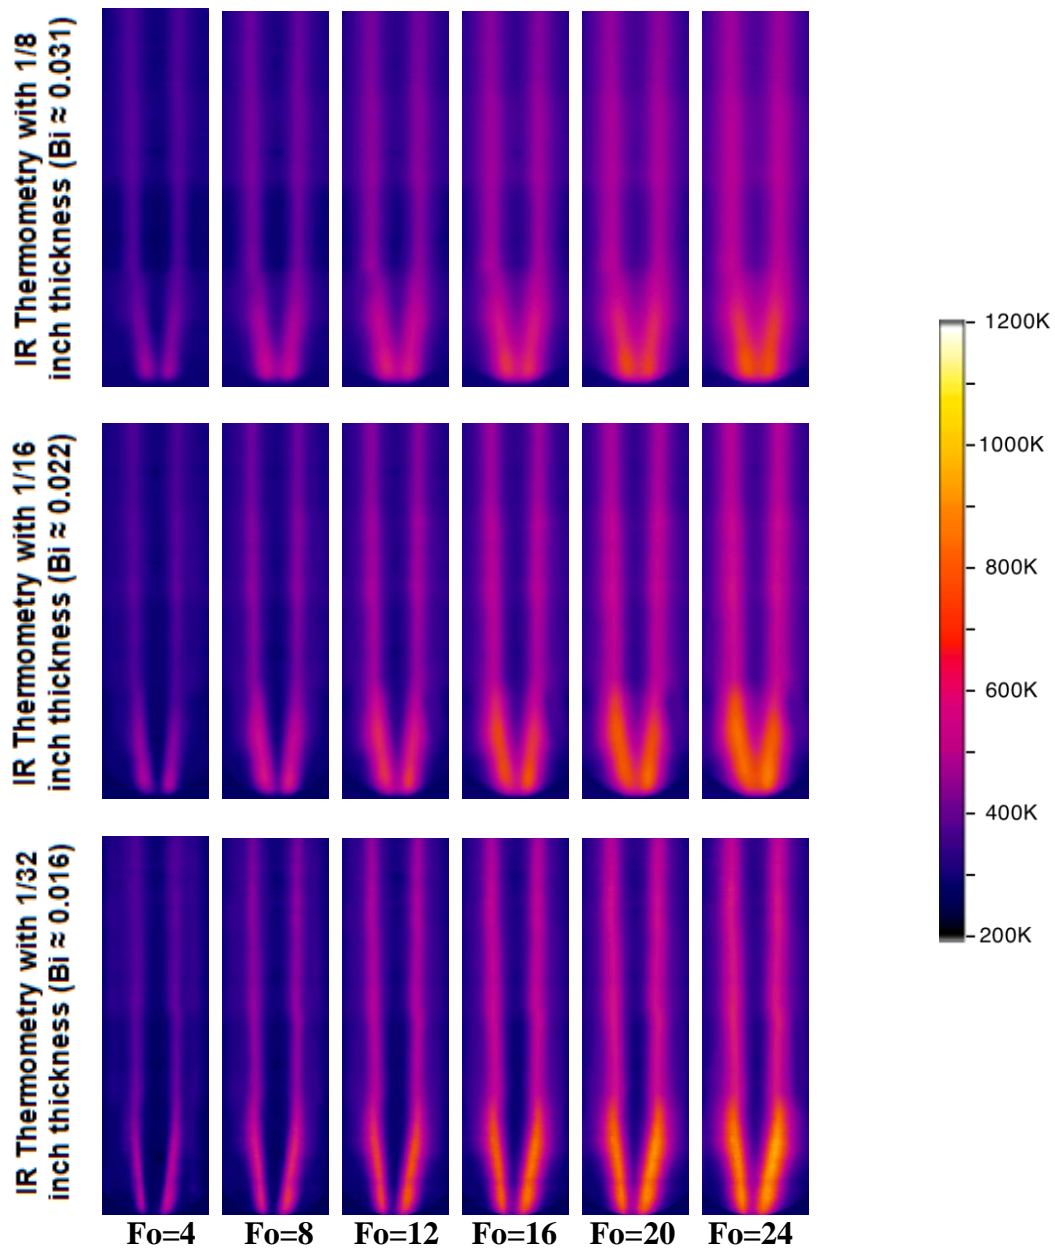 IR Thermometry with 1/8
inch thickness (Bi ≈ 0.031)
IR Thermometry with 1/16
inch thickness (Bi ≈ 0.022)
IR Thermometry with 1/32
inch thickness (Bi ≈ 0.016)
Fo=4 Fo=8 Fo=12 Fo=16 Fo=20 Fo=24
1200K
1000K
800K
600K
400K
200K